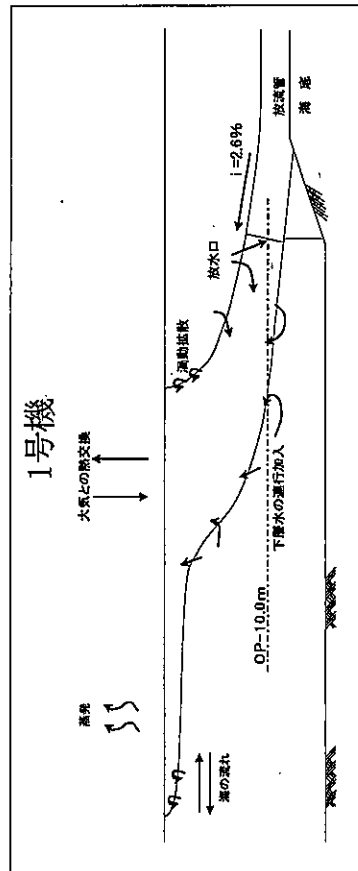 1号機
蒸発
大気との熱交換
渦動拡散
i=2.6%
放水口
放流管
海底
海の流れ
OP-10.0m
下層水の連行加入